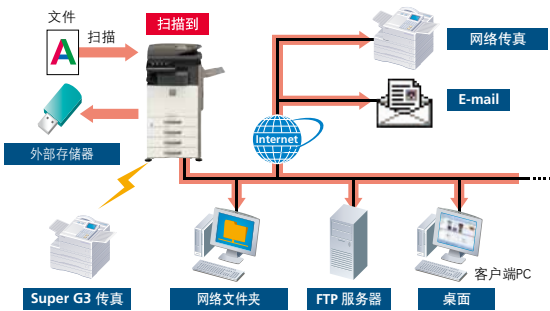 文件
扫描
A
扫描到
网络传真
E-mail
Internet
外部存储器
Super G3 传真
网络文件夹
FTP 服务器
桌面
客户端PC